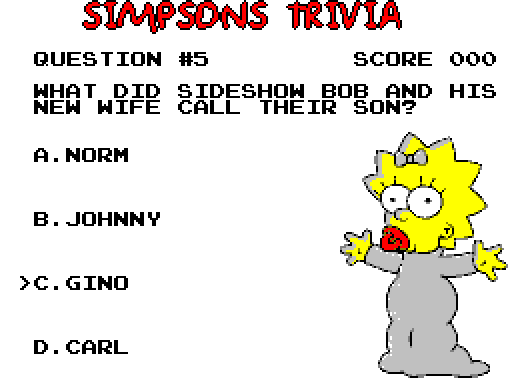 SIMPSONS TRIVIA
QUESTION #5 SCORE 000
WHAT DID SIDESHOW BOB AND HIS
NEW WIFE CALL THEIR SON?
A.NORM
B.JOHNNY
>C.GINO
D.CARL